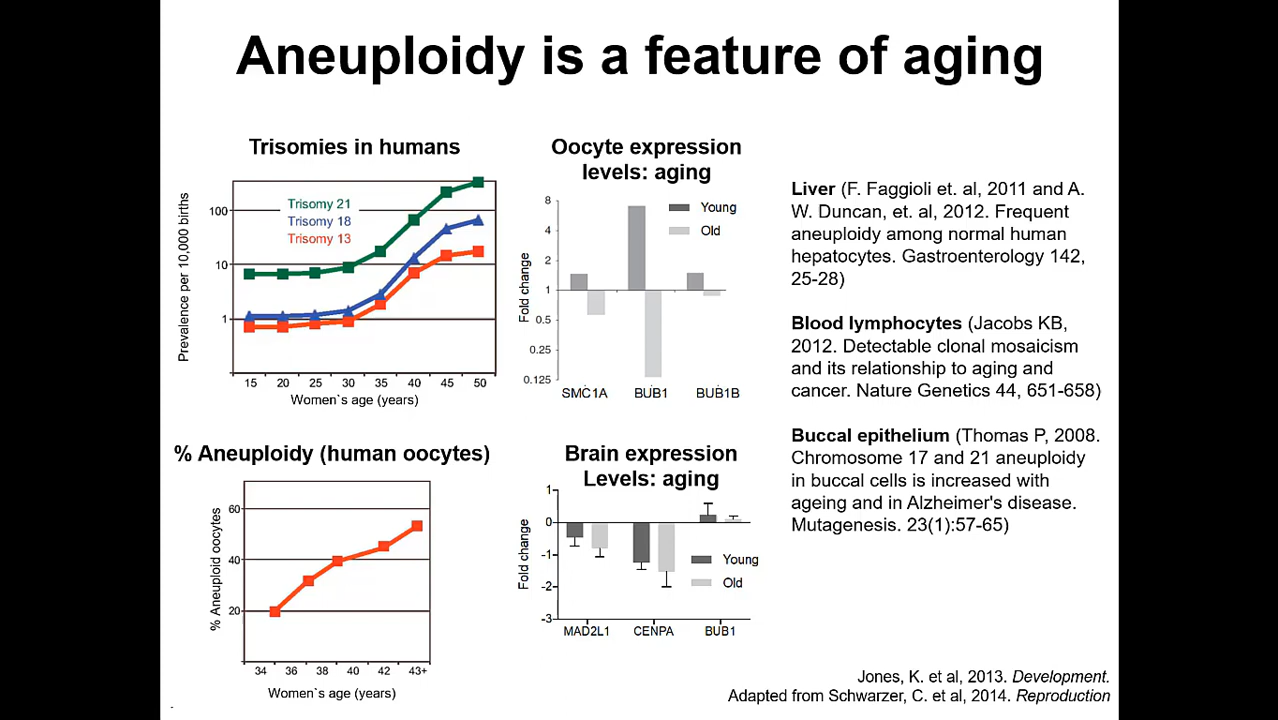 Aneuploidy is a feature of aging
Trisomies in humans
Prevalence per 10,000 births
100
10
1
Trisomy 21
Trisomy 18
Trisomy 13
15 20 25 30 35 40 45 50
Women`s age (years)
Oocyte expression
levels: aging
Fold change
8
4
2
1
0.5
0.25
0.125
Young
Old
SMC1A BUB1 BUB1B
% Aneuploidy (human oocytes)
% Aneuploid oocytes
60
40
20
34 36 38 40 42 43+
Women`s age (years)
Brain expression
Levels: aging
Fold change
1
0
-1
-2
-3
Young
Old
MAD2L1 CENPA BUB1
Liver (F. Faggioli et. al, 2011 and A.
W. Duncan, et. al, 2012. Frequent
aneuploidy among normal human
hepatocytes. Gastroenterology 142,
25-28)
Blood lymphocytes (Jacobs KB,
2012. Detectable clonal mosaicism
and its relationship to aging and
cancer. Nature Genetics 44, 651-658)
Buccal epithelium (Thomas P, 2008.
Chromosome 17 and 21 aneuploidy
in buccal cells is increased with
ageing and in Alzheimer's disease.
Mutagenesis. 23(1):57-65)
Jones, K. et al, 2013. Development.
Adapted from Schwarzer, C. et al, 2014. Reproduction